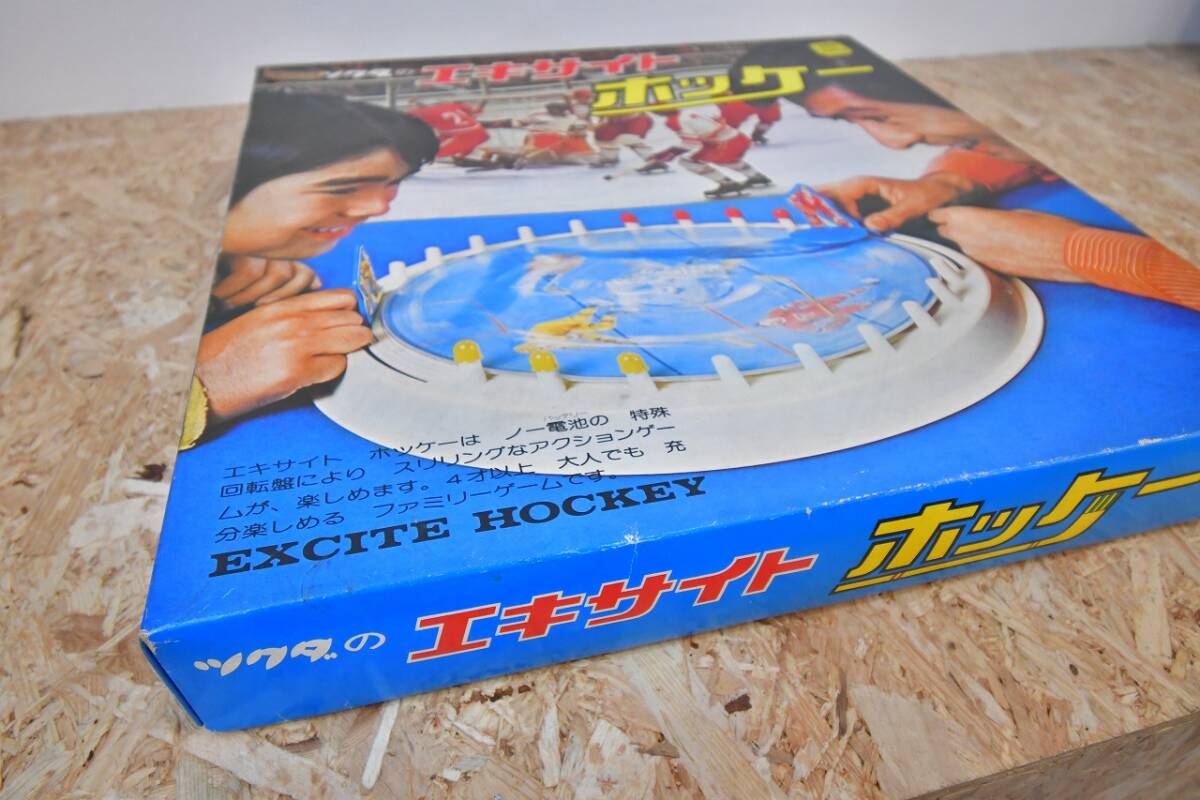 ツクダの エキサイト
ホッケー
エキサイト ホッケーは ノー電池の 特殊
バッテリー
回転盤により スリリングなアクションゲー
ムが、楽しめます。4才以上 大人でも 充
分楽しめる ファミリーゲームです。
EXCITE HOCKEY
ツクダの エキサイト ホッケー